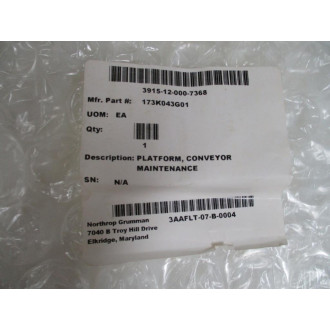 3915-12-000-7368
Mfr. Part #: 173K043G01
UOM: EA
Qty:
1
Description: PLATFORM, CONVEYOR
MAINTENANCE
SN: N/A
3AAFLT-07-B-0004
Northrop Grumman
7040 B Troy Hill Drive
Elkridge, Maryland